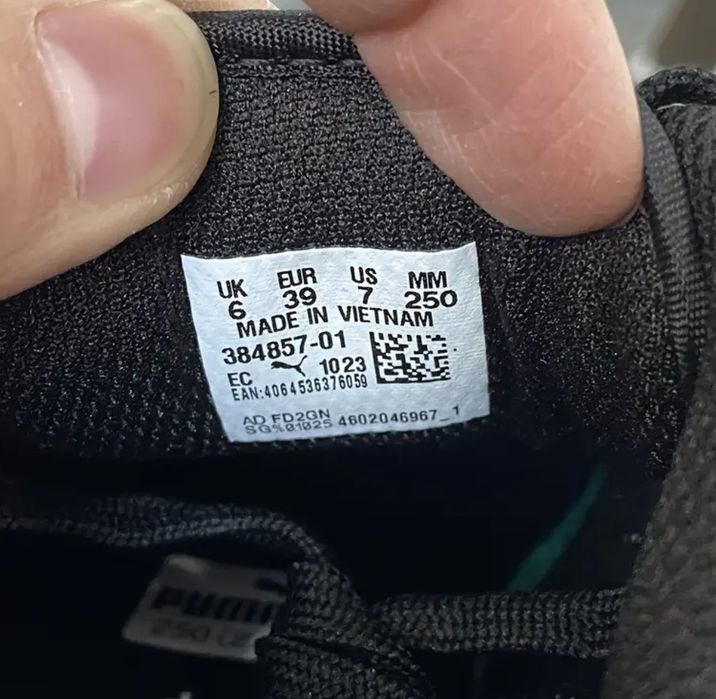 UK EUR US MM
6 39 7 250
MADE IN VIETNAM
384857-01
EC 1023
EAN:4064536376059
AD FD2GN
SG%01025 4602046967_1
PUMA